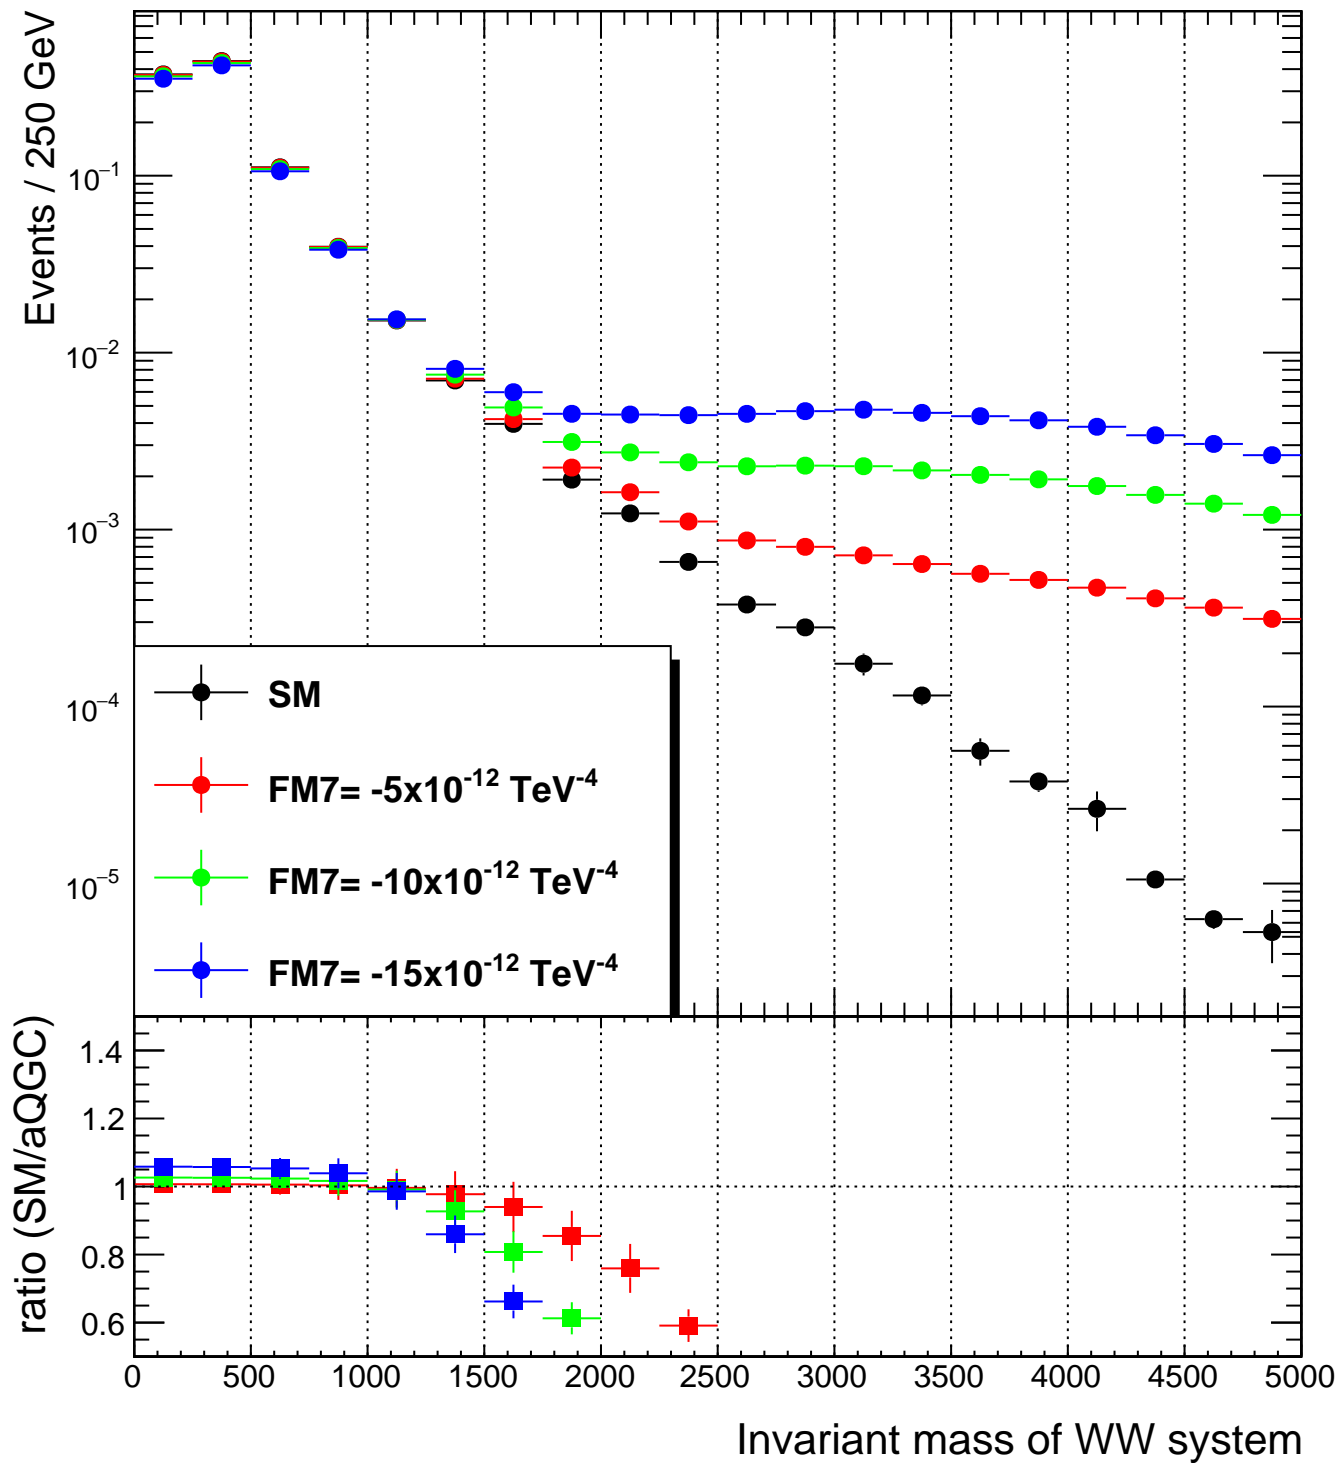 Events / 250 GeV
10⁻¹
10⁻²
10⁻³
10⁻⁴
10⁻⁵
SM
FM7= -5x10⁻¹² TeV⁻⁴
FM7= -10x10⁻¹² TeV⁻⁴
FM7= -15x10⁻¹² TeV⁻⁴
ratio (SM/aQGC)
1.4
1.2
1
0.8
0.6
0 500 1000 1500 2000 2500 3000 3500 4000 4500 5000
Invariant mass of WW system